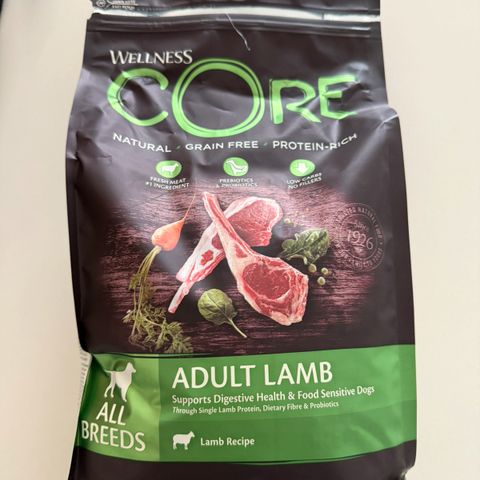 WELLNESS
CORE
NATURAL • GRAIN FREE • PROTEIN-RICH
FRESH MEAT
#1 INGREDIENT
PREBIOTICS
& PROBIOTICS
LOW CARBS
NO FILLERS
1926
ADULT LAMB
Supports Digestive Health & Food Sensitive Dogs
Through Single Lamb Protein, Dietary Fibre & Probiotics
ALL
BREEDS
Lamb Recipe